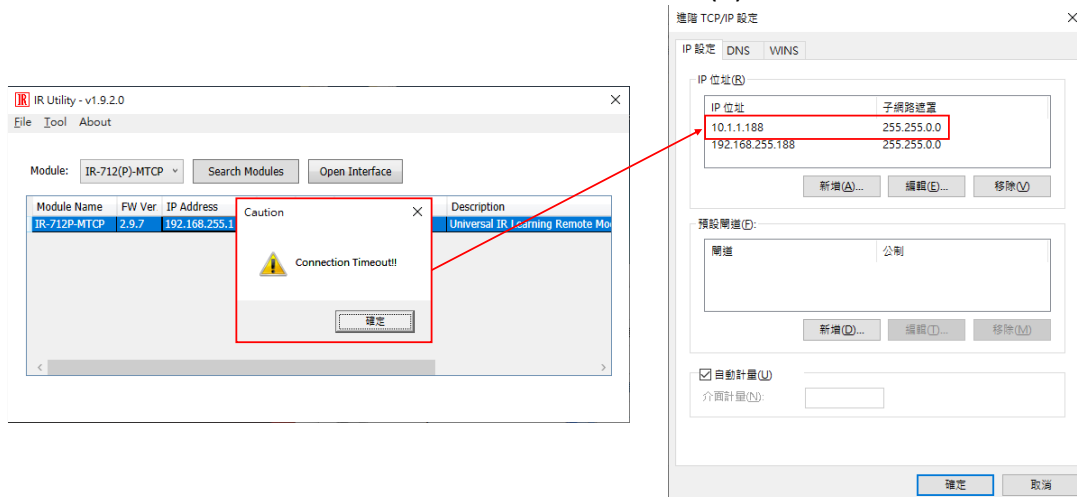 IR Utility - v1.9.2.0
File Tool About
Module: IR-712(P)-MTCP Search Modules Open Interface
Module Name FW Ver IP Address Description
IR-712P-MTCP 2.9.7 192.168.255.1 Universal IR Learning Remote Mo
Caution
Connection Timeout!!
確定
進階 TCP/IP 設定
IP 設定 DNS WINS
IP 位址(R)
IP 位址 子網路遮罩
10.1.1.188 255.255.0.0
192.168.255.188 255.255.0.0
新增(A)... 編輯(E)... 移除(V)
預設閘道(F):
閘道 公制
新增(D)... 編輯(T)... 移除(M)
自動計量(U)
介面計量(N):
確定 取消